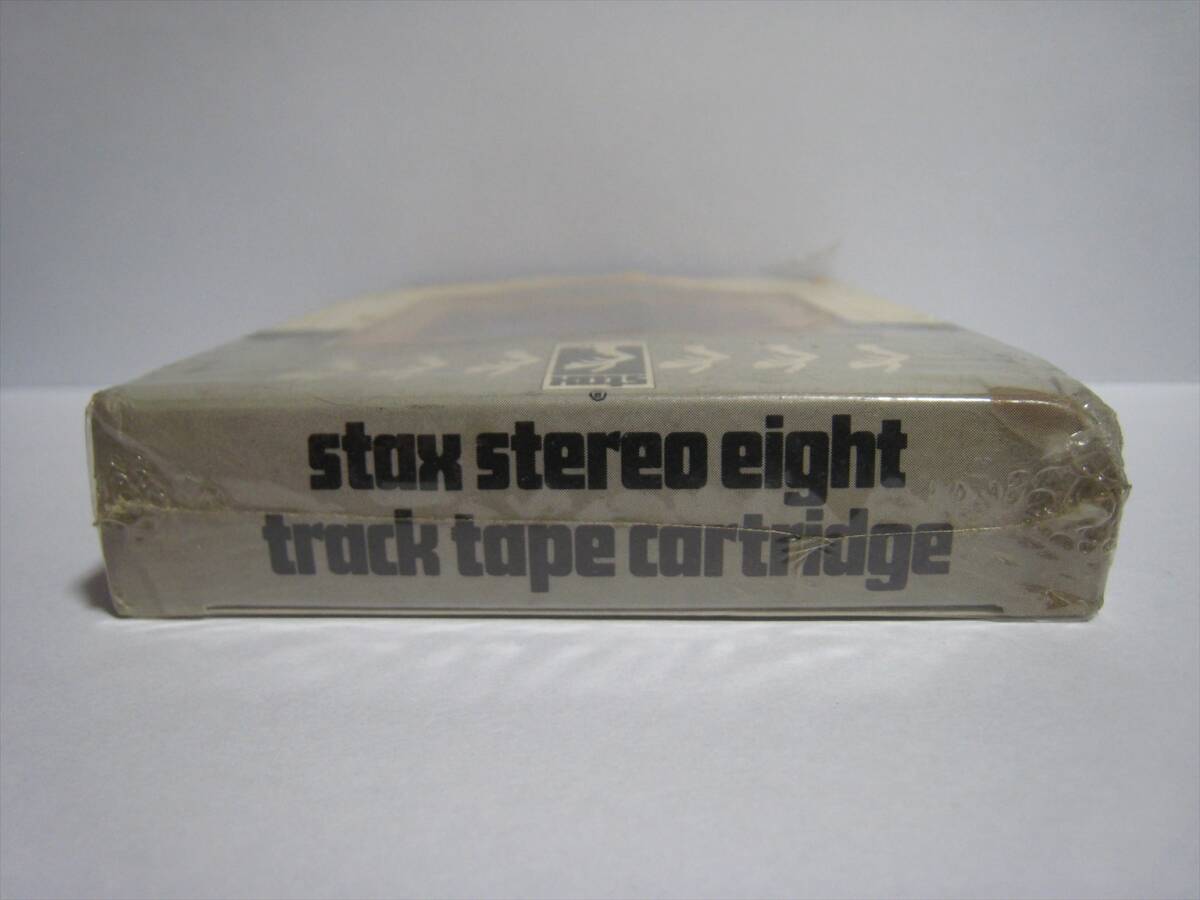 stax
®
stax stereo eight
track tape cartridge